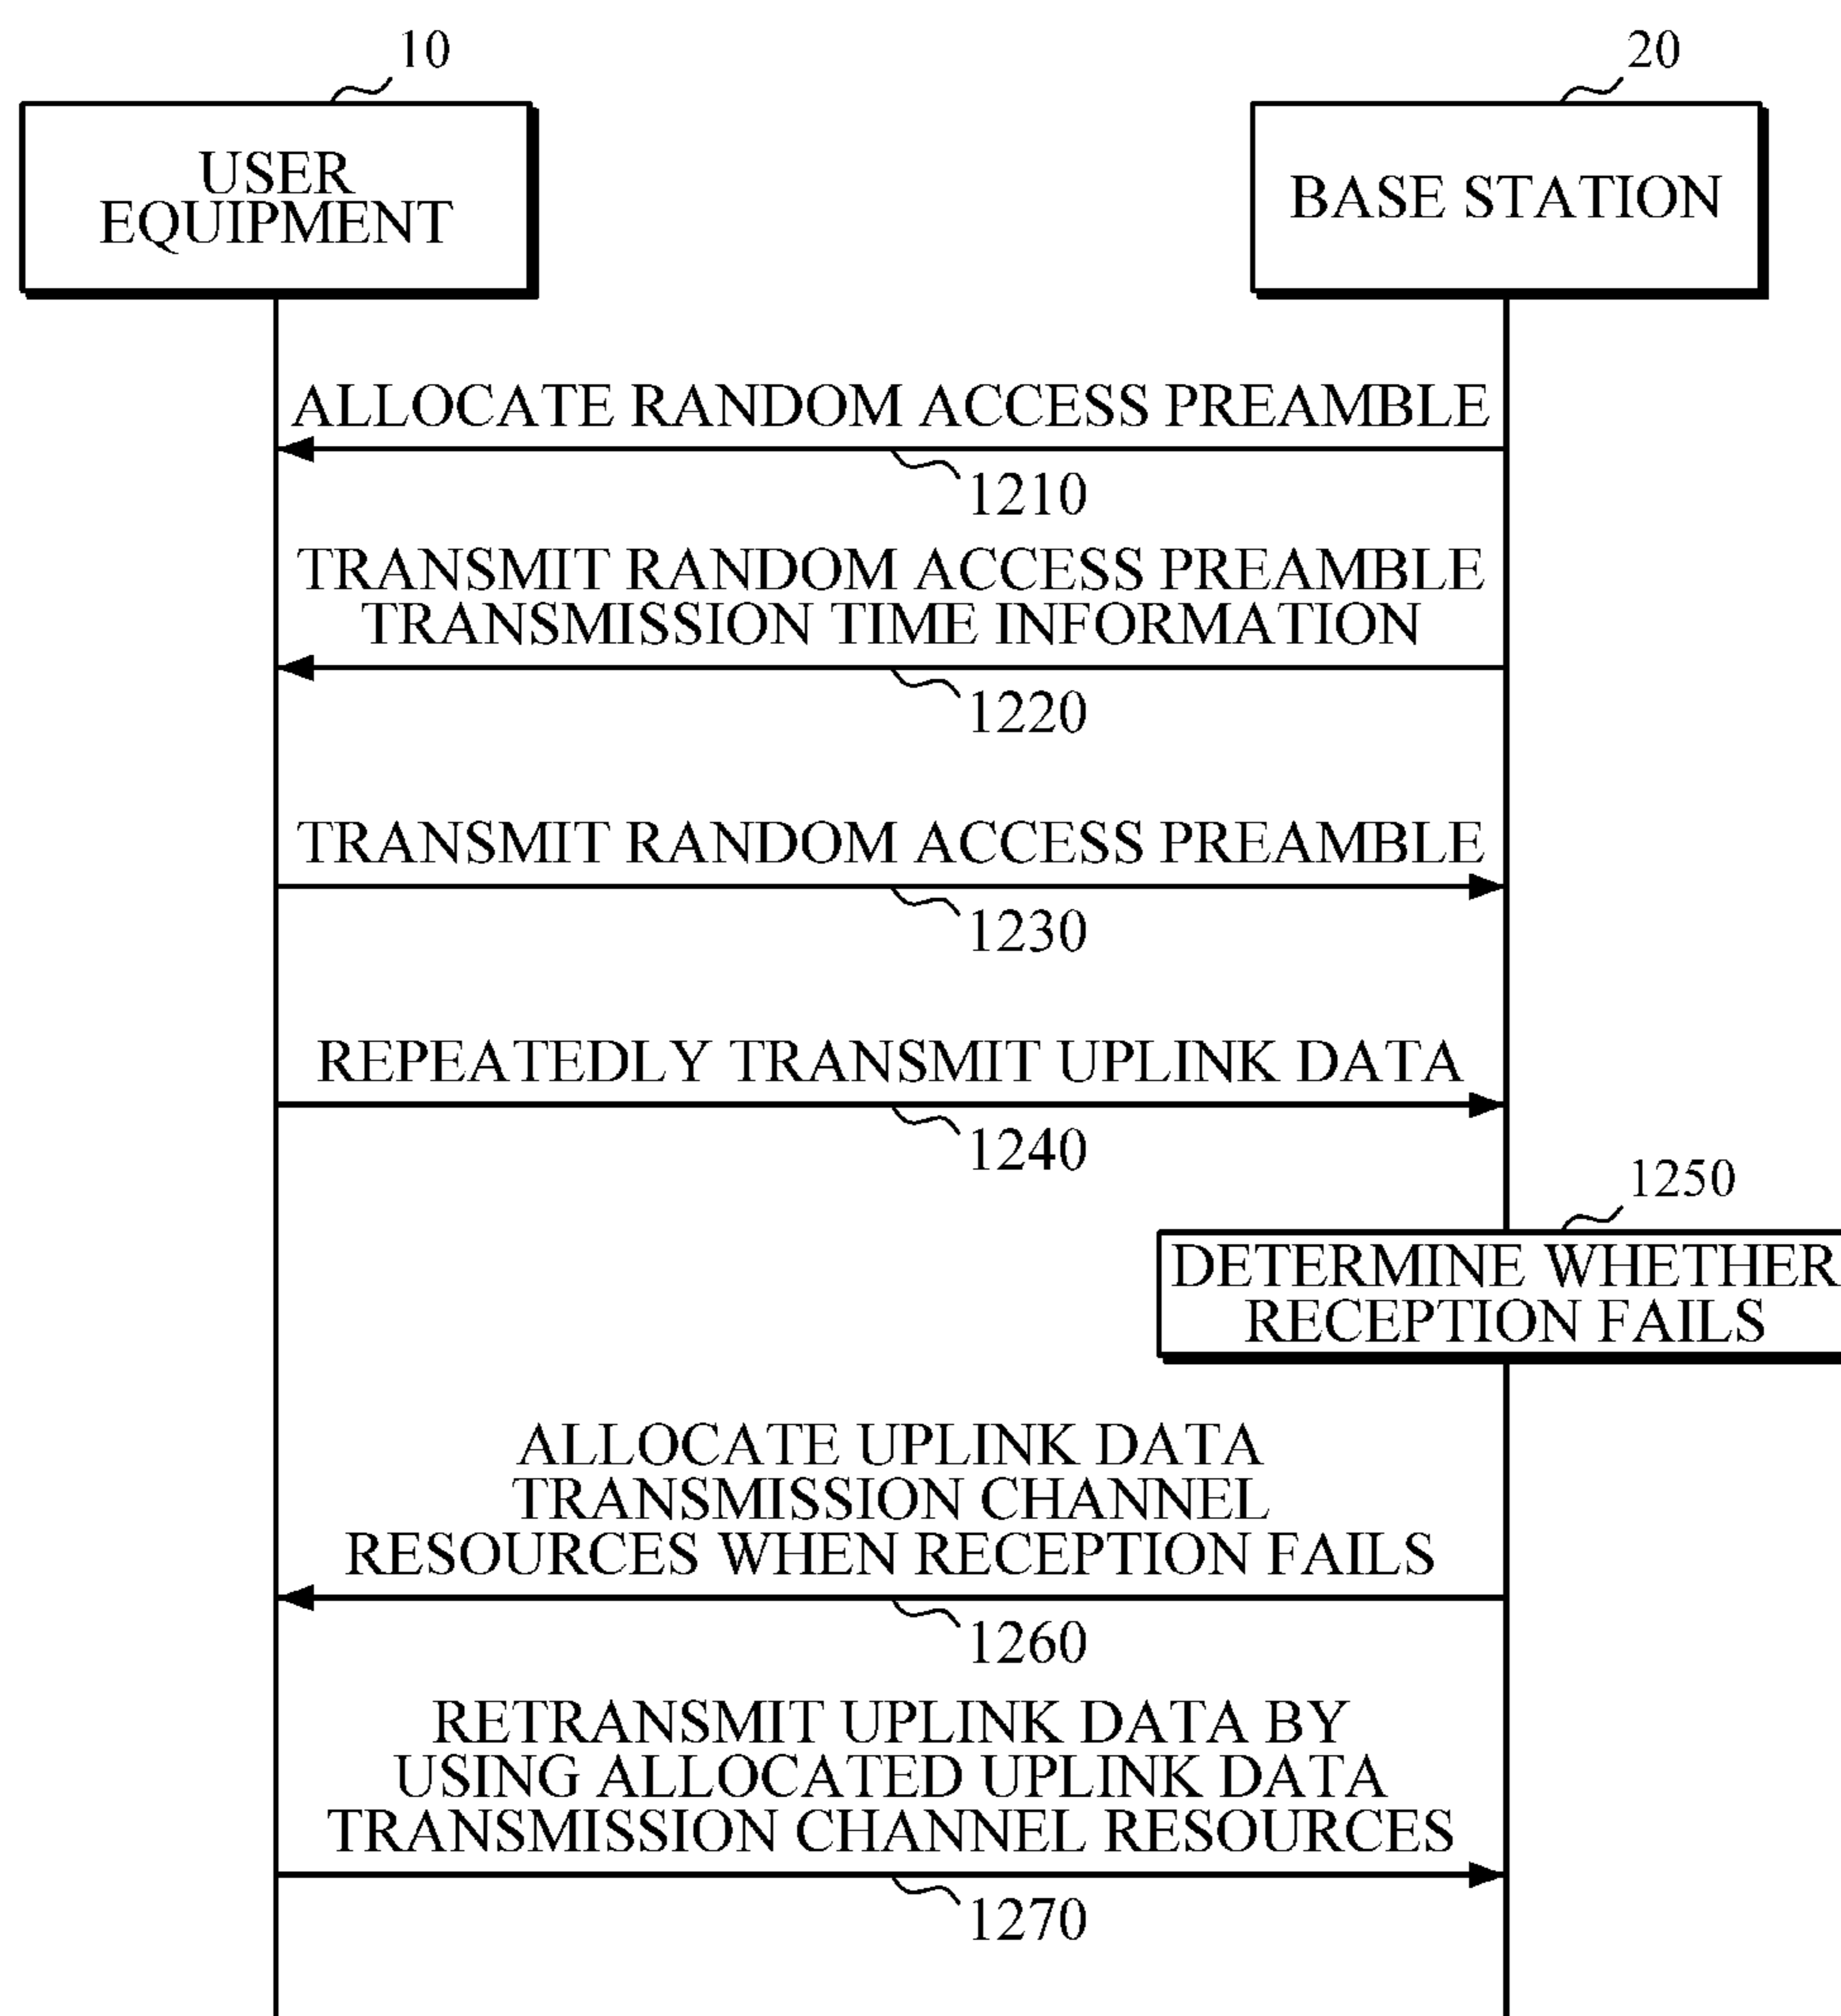 10
20
USER
EQUIPMENT
BASE STATION
ALLOCATE RANDOM ACCESS PREAMBLE
1210
TRANSMIT RANDOM ACCESS PREAMBLE
TRANSMISSION TIME INFORMATION
1220
TRANSMIT RANDOM ACCESS PREAMBLE
1230
REPEATEDLY TRANSMIT UPLINK DATA
1240
1250
DETERMINE WHETHER
RECEPTION FAILS
ALLOCATE UPLINK DATA
TRANSMISSION CHANNEL
RESOURCES WHEN RECEPTION FAILS
1260
RETRANSMIT UPLINK DATA BY
USING ALLOCATED UPLINK DATA
TRANSMISSION CHANNEL RESOURCES
1270